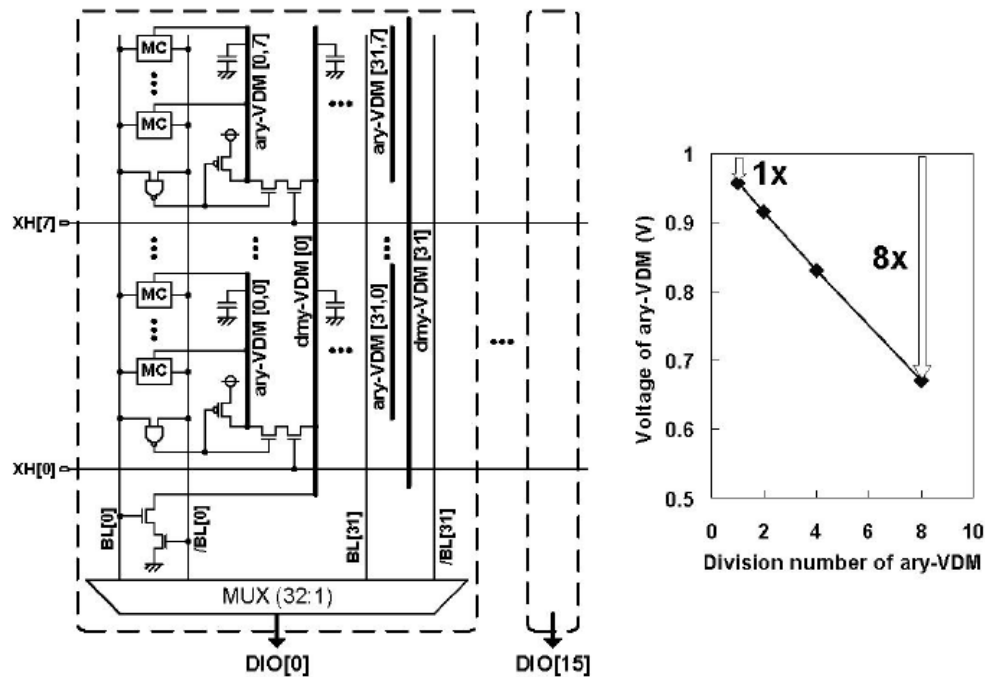 MC
ary-VDM [0,7]
MC
XH[7]
MC
ary-VDM [0,0]
MC
dmy-VDM [0]
ary-VDM [31,7]
ary-VDM [31,0]
dmy-VDM [31]
XH[0]
BL[0]
/BL[0]
BL[31]
/BL[31]
MUX (32:1)
DIO[0]
DIO[15]
Voltage of ary-VDM (V)
1
0.9
0.8
0.7
0.6
0.5
1x
8x
0 2 4 6 8 10
Division number of ary-VDM